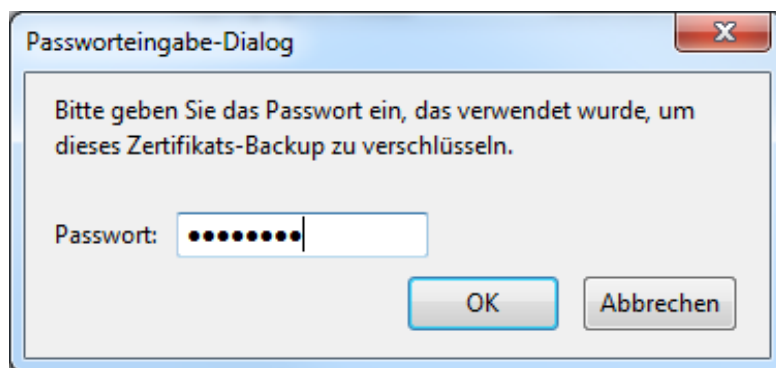 Passworteingabe-Dialog
Bitte geben Sie das Passwort ein, das verwendet wurde, um
dieses Zertifikats-Backup zu verschlüsseln.
Passwort: ●●●●●●●●
OK Abbrechen